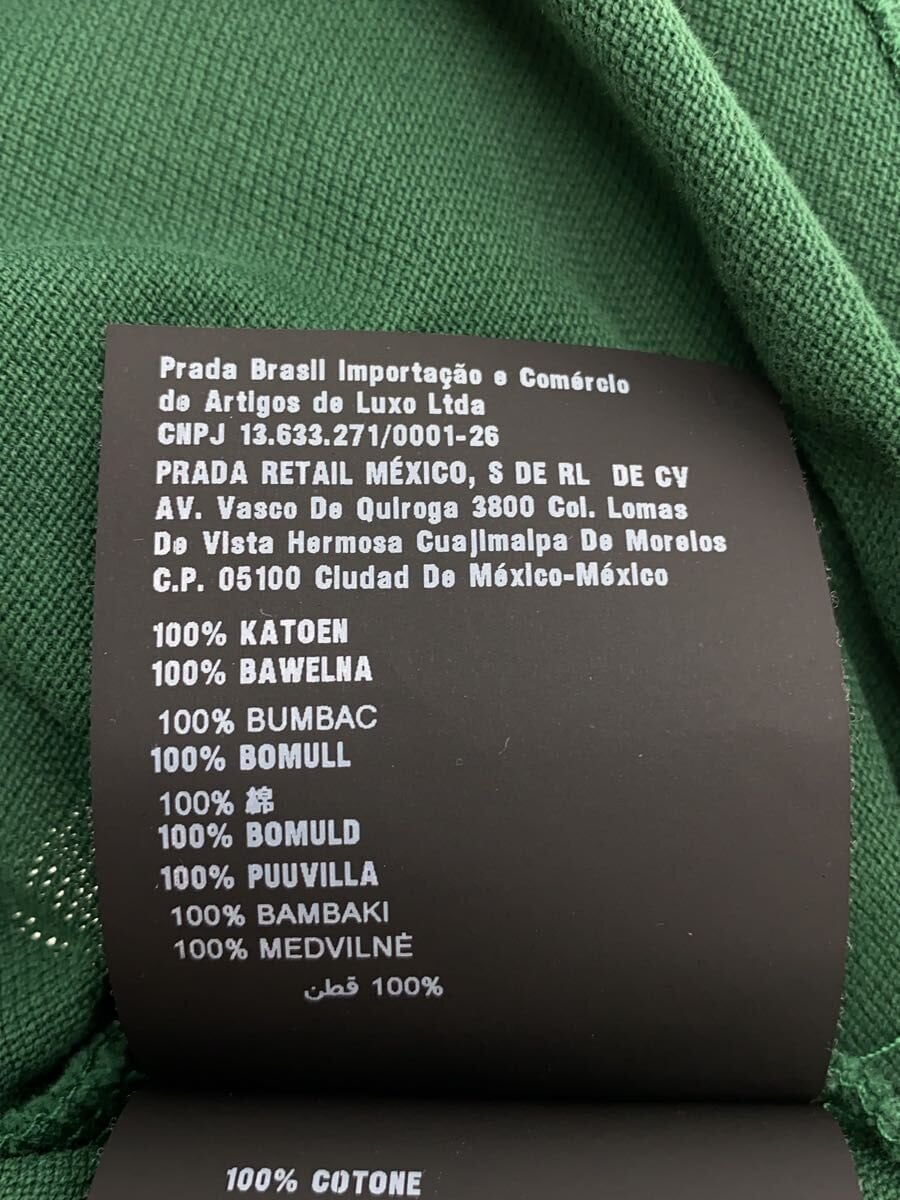 Prada Brasil Importação e Comércio
de Artigos de Luxo Ltda
CNPJ 13.633.271/0001-26
PRADA RETAIL MÉXICO, S DE RL DE CV
AV. Vasco De Quiroga 3800 Col. Lomas
De Vista Hermosa Cuajimalpa De Morelos
C.P. 05100 Ciudad De México-México
100% KATOEN
100% BAWELNA
100% BUMBAC
100% BOMULL
100% 綿
100% BOMULD
100% PUUVILLA
100% BAMBAKI
100% MEDVILNĖ
100% قطن
100% COTONE